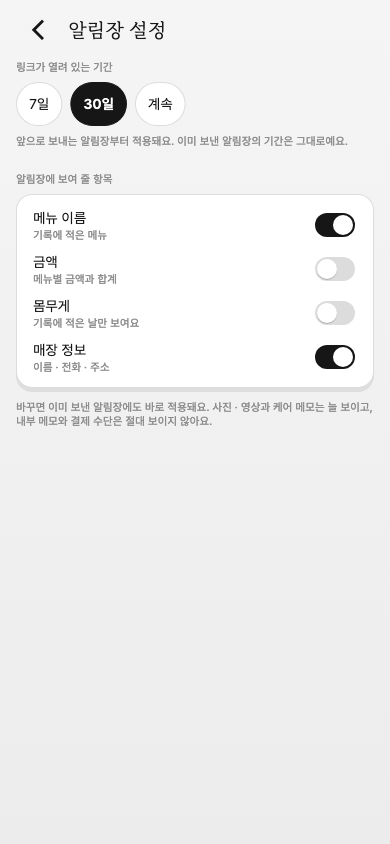 알림장 설정
링크가 열려 있는 기간
7일
30일
계속
앞으로 보내는 알림장부터 적용돼요. 이미 보낸 알림장의 기간은 그대로예요.
알림장에 보여 줄 항목
메뉴 이름
기록에 적은 메뉴
금액
메뉴별 금액과 합계
몸무게
기록에 적은 날만 보여요
매장 정보
이름 · 전화 · 주소
바꾸면 이미 보낸 알림장에도 바로 적용돼요. 사진 · 영상과 케어 메모는 늘 보이고,
내부 메모와 결제 수단은 절대 보이지 않아요.